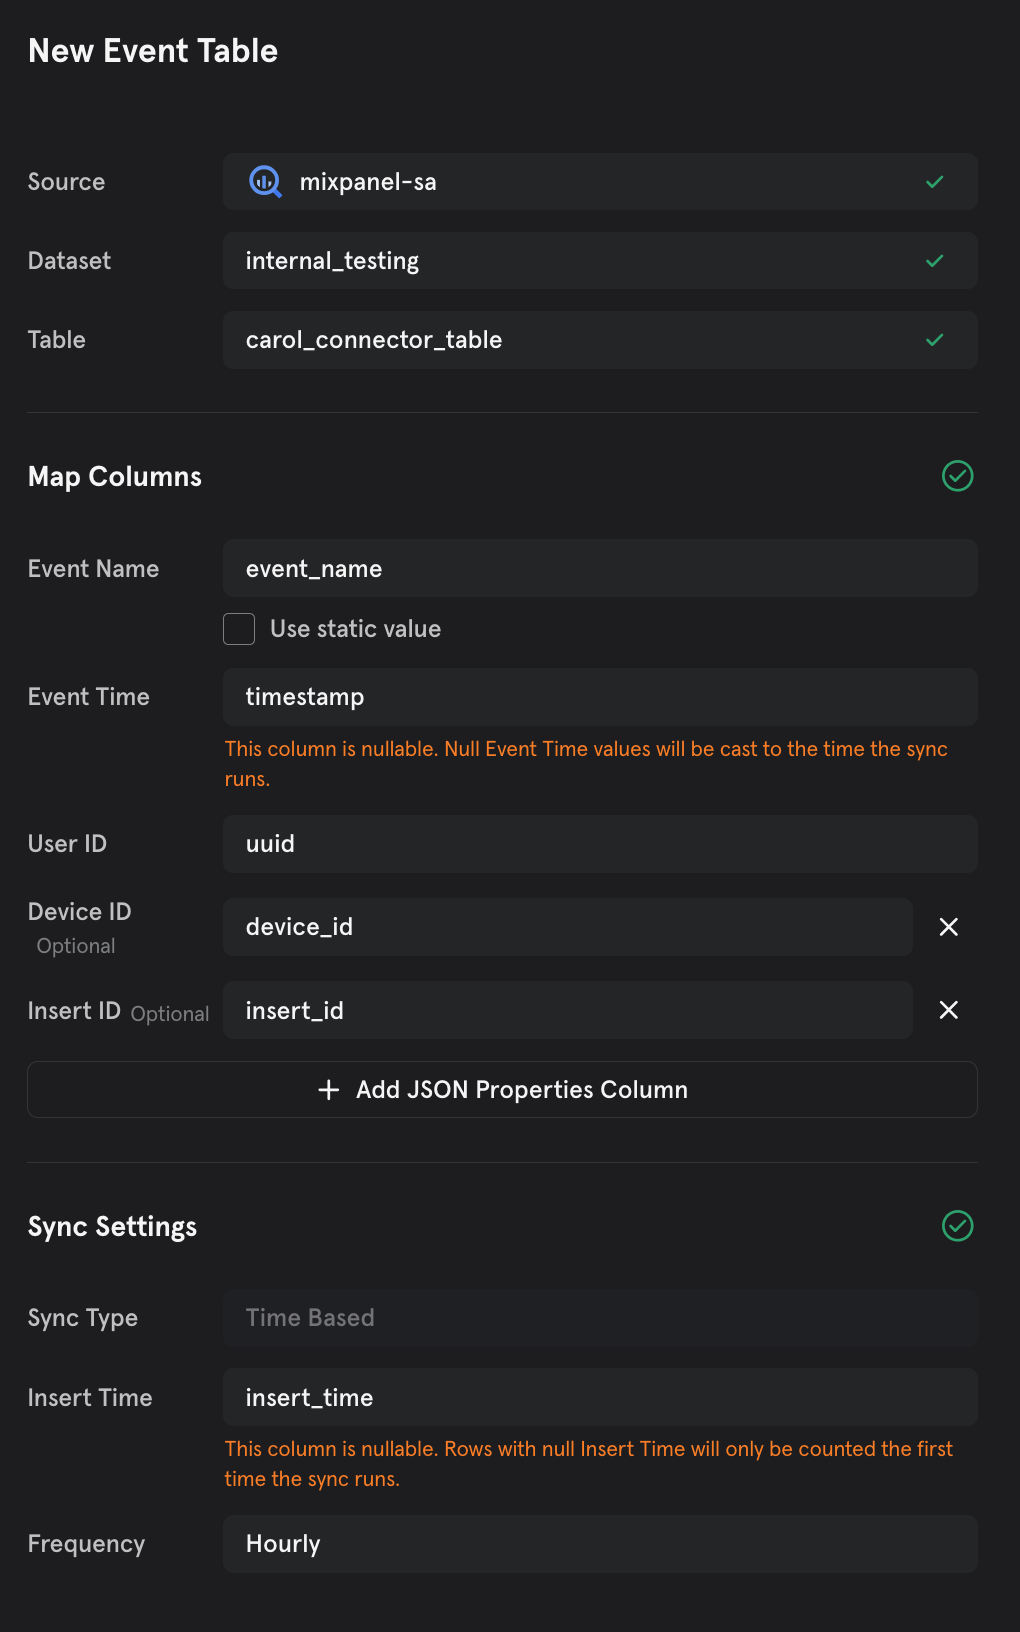 New Event Table
Source
mixpanel-sa
Dataset
internal_testing
Table
carol_connector_table
Map Columns
Event Name
event_name
Use static value
Event Time
timestamp
This column is nullable. Null Event Time values will be cast to the time the sync
runs.
User ID
uuid
Device ID
Optional
device_id
Insert ID Optional
insert_id
Add JSON Properties Column
Sync Settings
Sync Type
Time Based
Insert Time
insert_time
This column is nullable. Rows with null Insert Time will only be counted the first
time the sync runs.
Frequency
Hourly